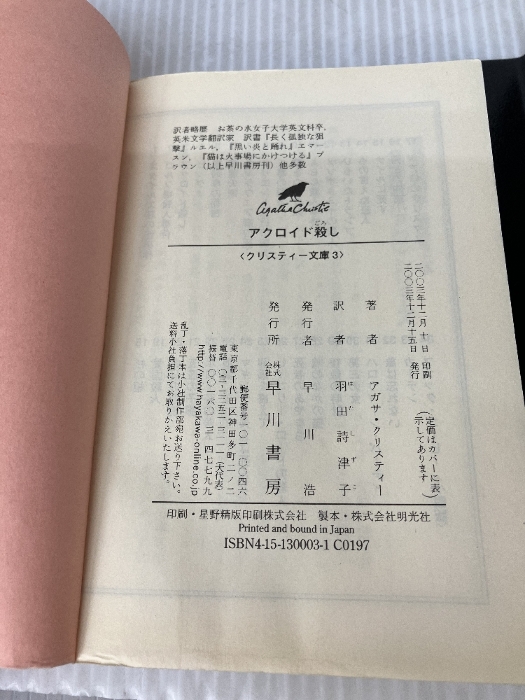 訳者略歴 お茶の水女子大学英文科卒,
英米文学翻訳家 訳書『長く孤独な狙
撃』ルエル,『黒い炎と踊れ』エマー
スン,『猫は火事場にかけつける』ブ
ラウン(以上早川書房刊)他多数
Agatha Christie
アクロイド殺し
ごろ
〈クリスティー文庫3〉
二〇〇三年十二月十五日 発行
(定価はカバーに表
示してあります)
著者 アガサ・クリスティー
訳者 羽田詩津子
はたしずこ
発行者 早川浩
発行所 株式会社 早川書房
郵便番号 一〇一-〇〇四六
東京都千代田区神田多町二ノ二
電話 〇三-三二五二-三一一一(大代表)
振替 〇〇一六〇-三-四七七九九
http://www.hayakawa-online.co.jp
乱丁・落丁本は小社制作部宛お送り下さい。
送料小社負担にてお取りかえいたします。
印刷・星野精版印刷株式会社 製本・株式会社明光社
Printed and bound in Japan
ISBN4-15-130003-1 C0197